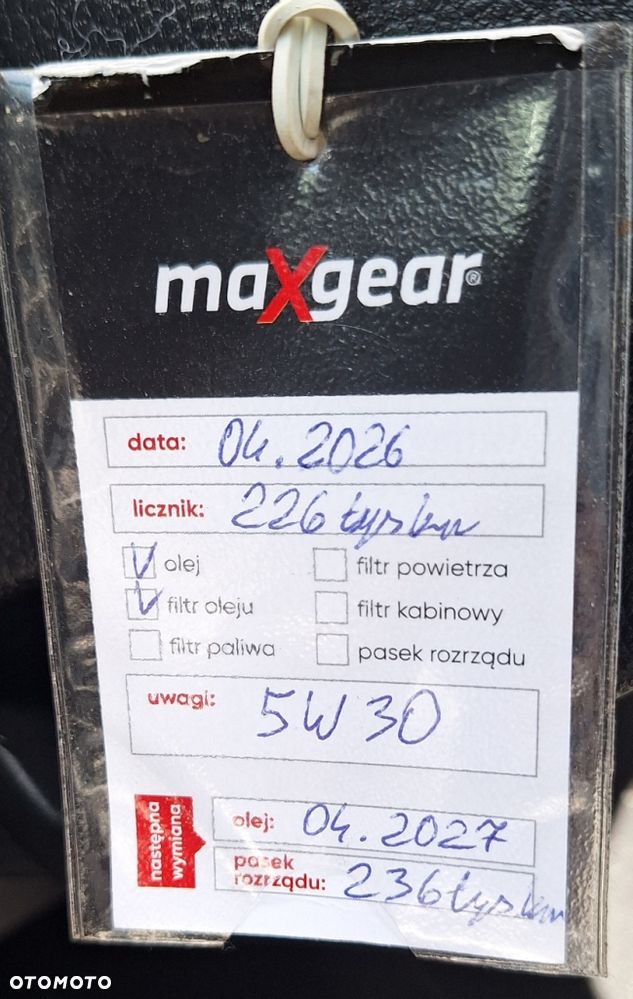 maXgear®
data: 04.2026
licznik: 226 tys km
olej
filtr powietrza
filtr oleju
filtr kabinowy
filtr paliwa
pasek rozrządu
uwagi: 5W30
następna wymiana
olej: 04.2027
pasek rozrządu: 236 tys km
OTOMOTO